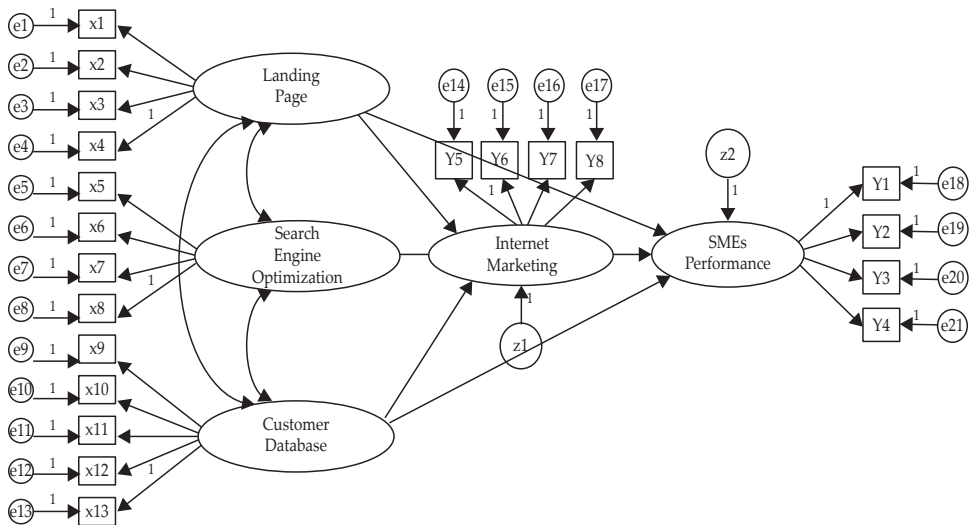 e1 1 x1
e2 1 x2
e3 1 x3
e4 1 x4
1
e5 1 x5
e6 1 x6
e7 1 x7
e8 1 x8
1
e9 1 x9
e10 1 x10
e11 1 x11
e12 1 x12
e13 1 x13
1
Landing
Page
Search
Engine
Optimization
Customer
Database
e14 e15 e16 e17
1 1 1 1
Y5 Y6 Y7 Y8
1
Internet
Marketing
1
z1
z2
1
SMEs
Performance
1
Y1 1 e18
Y2 1 e19
Y3 1 e20
Y4 1 e21